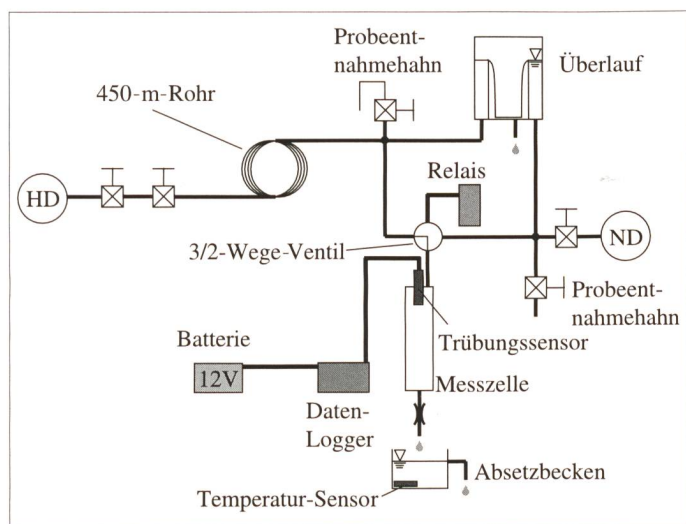 Probeent-
nahmehahn
Überlauf
450-m-Rohr
Relais
HD
ND
3/2-Wege-Ventil
Probeent-
nahmehahn
Trübungssensor
Batterie
12V
Messzelle
Daten-
Logger
Absetzbecken
Temperatur-Sensor